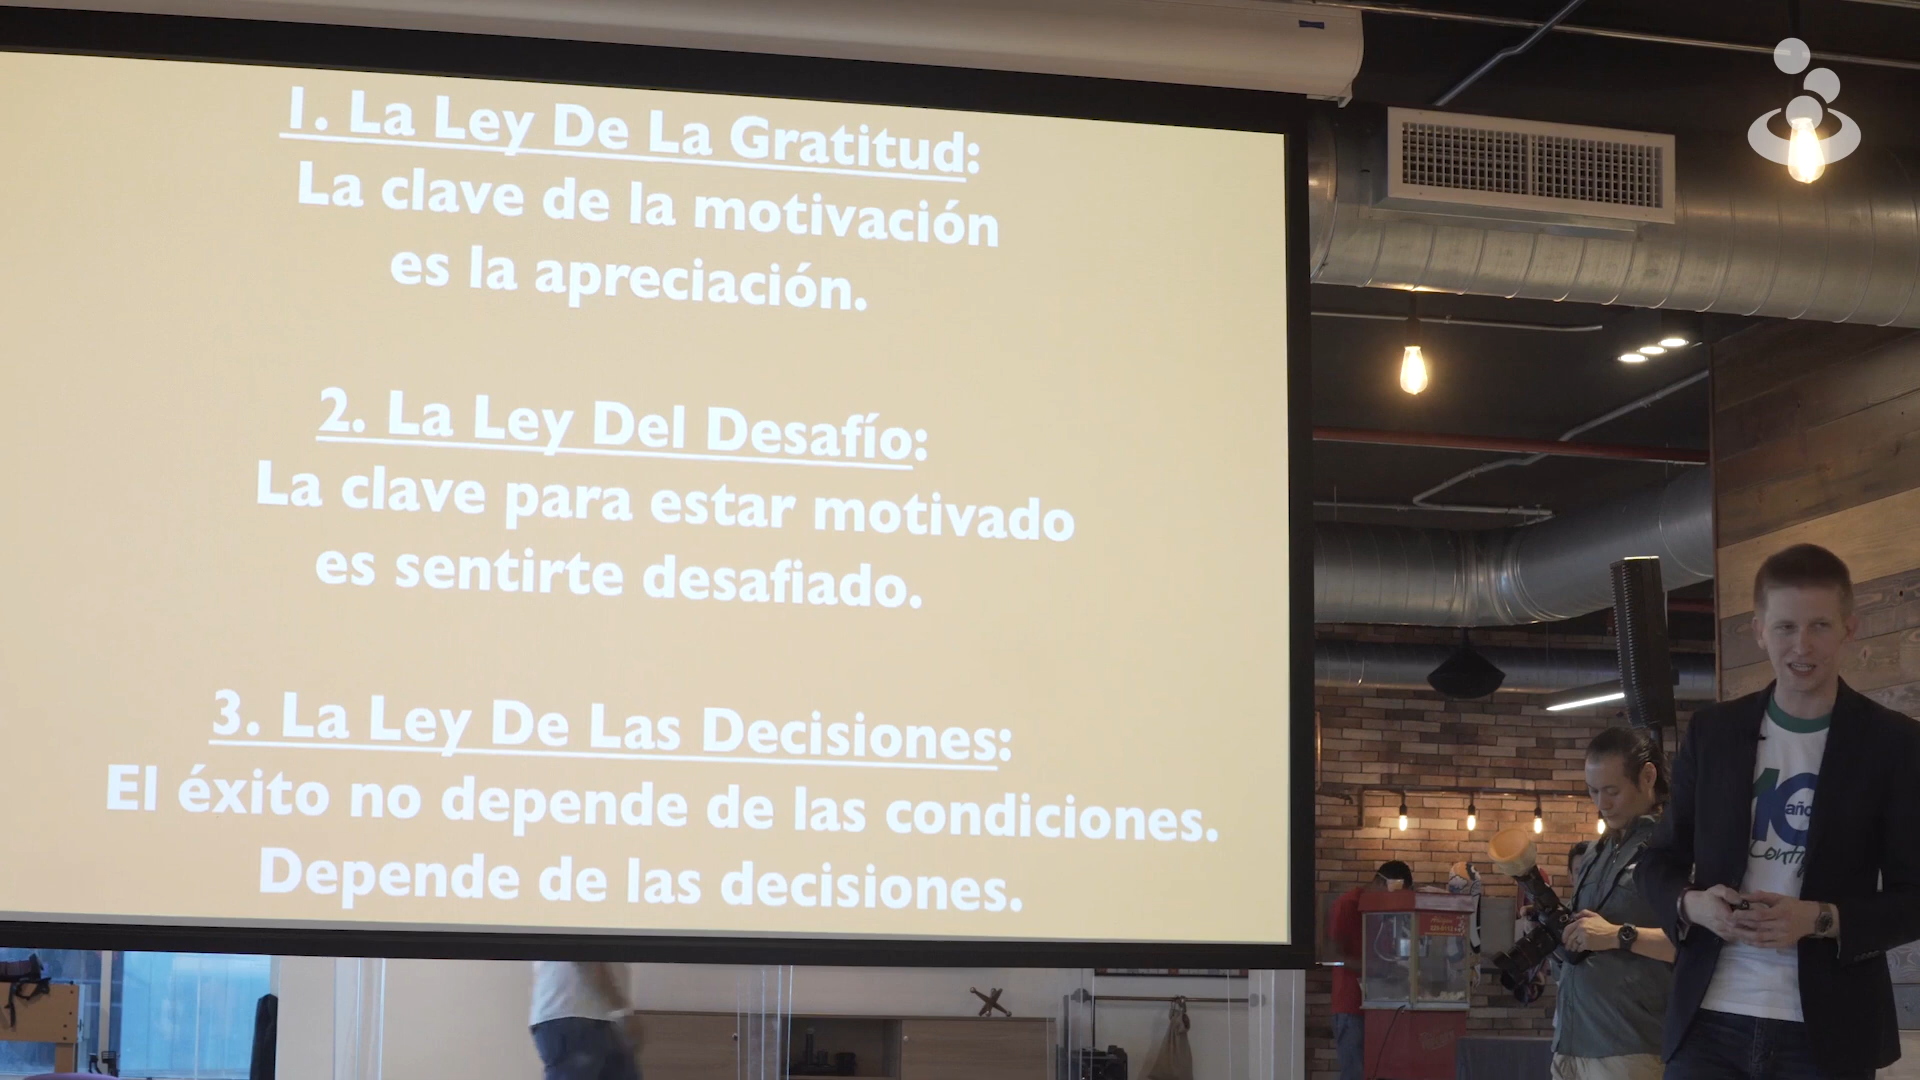 1. La Ley De La Gratitud:
La clave de la motivación
es la apreciación.
2. La Ley Del Desafío:
La clave para estar motivado
es sentirte desafiado.
3. La Ley De Las Decisiones:
El éxito no depende de las condiciones.
Depende de las decisiones.
10